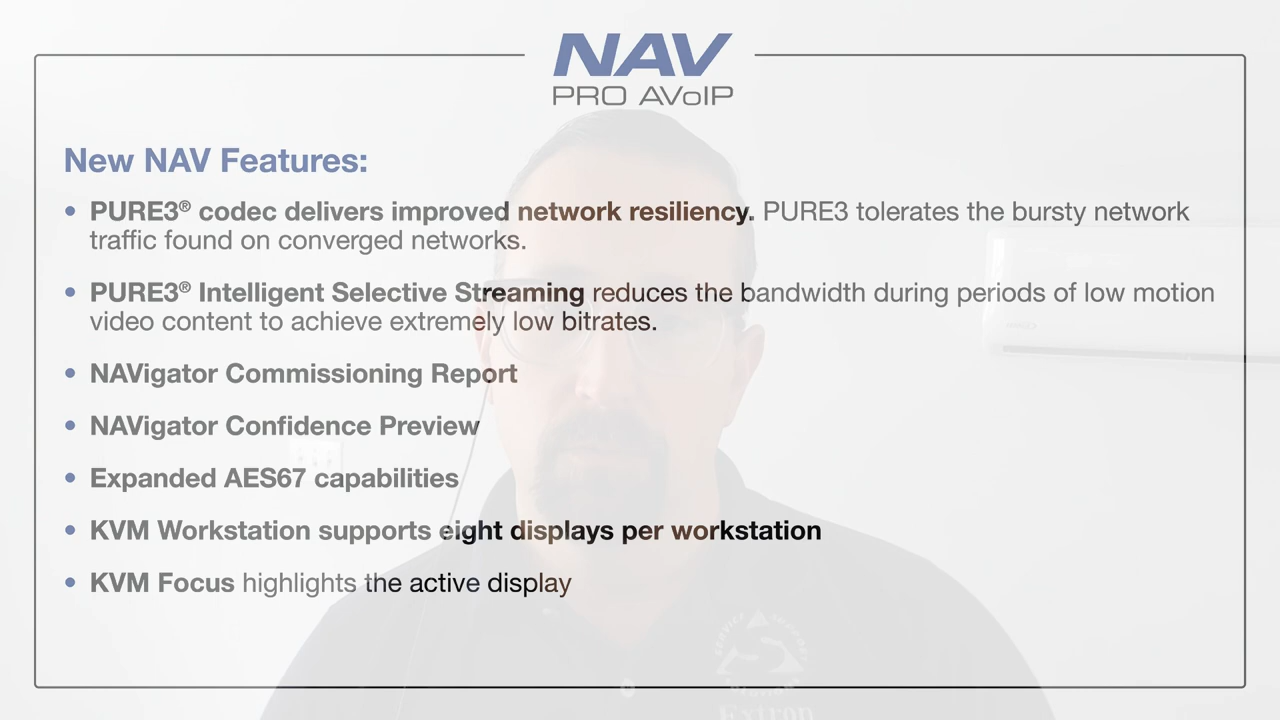 NAV
PRO AVoIP
New NAV Features:
• PURE3® codec delivers improved network resiliency. PURE3 tolerates the bursty network
traffic found on converged networks.
• PURE3® Intelligent Selective Streaming reduces the bandwidth during periods of low motion
video content to achieve extremely low bitrates.
• NAVigator Commissioning Report
• NAVigator Confidence Preview
• Expanded AES67 capabilities
• KVM Workstation supports eight displays per workstation
• KVM Focus highlights the active display
SERVICE SUPPORT
Extron